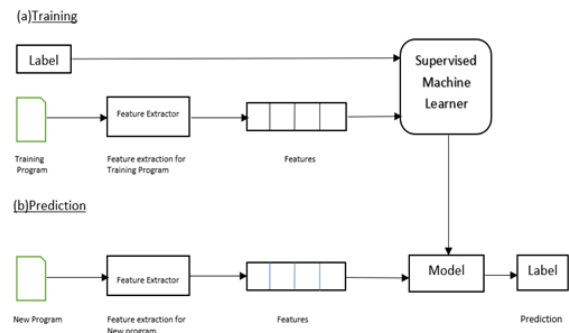 (a)Training
Label
Supervised
Machine
Learner
Feature Extractor
Training
Program
Feature extraction for
Training Program
Features
(b)Prediction
Feature Extractor
Model
Label
New Program
Feature extraction for
New program
Features
Prediction